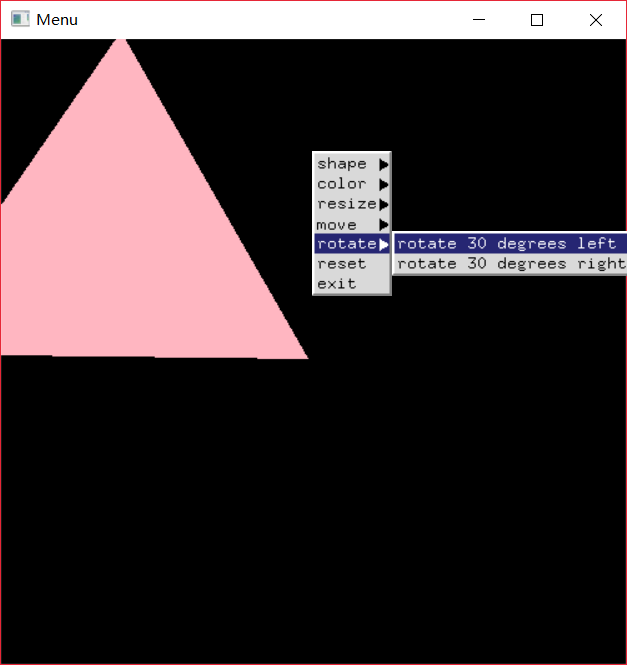 Menu
shape
color
resize
move
rotate
rotate 30 degrees left
rotate 30 degrees right
reset
exit